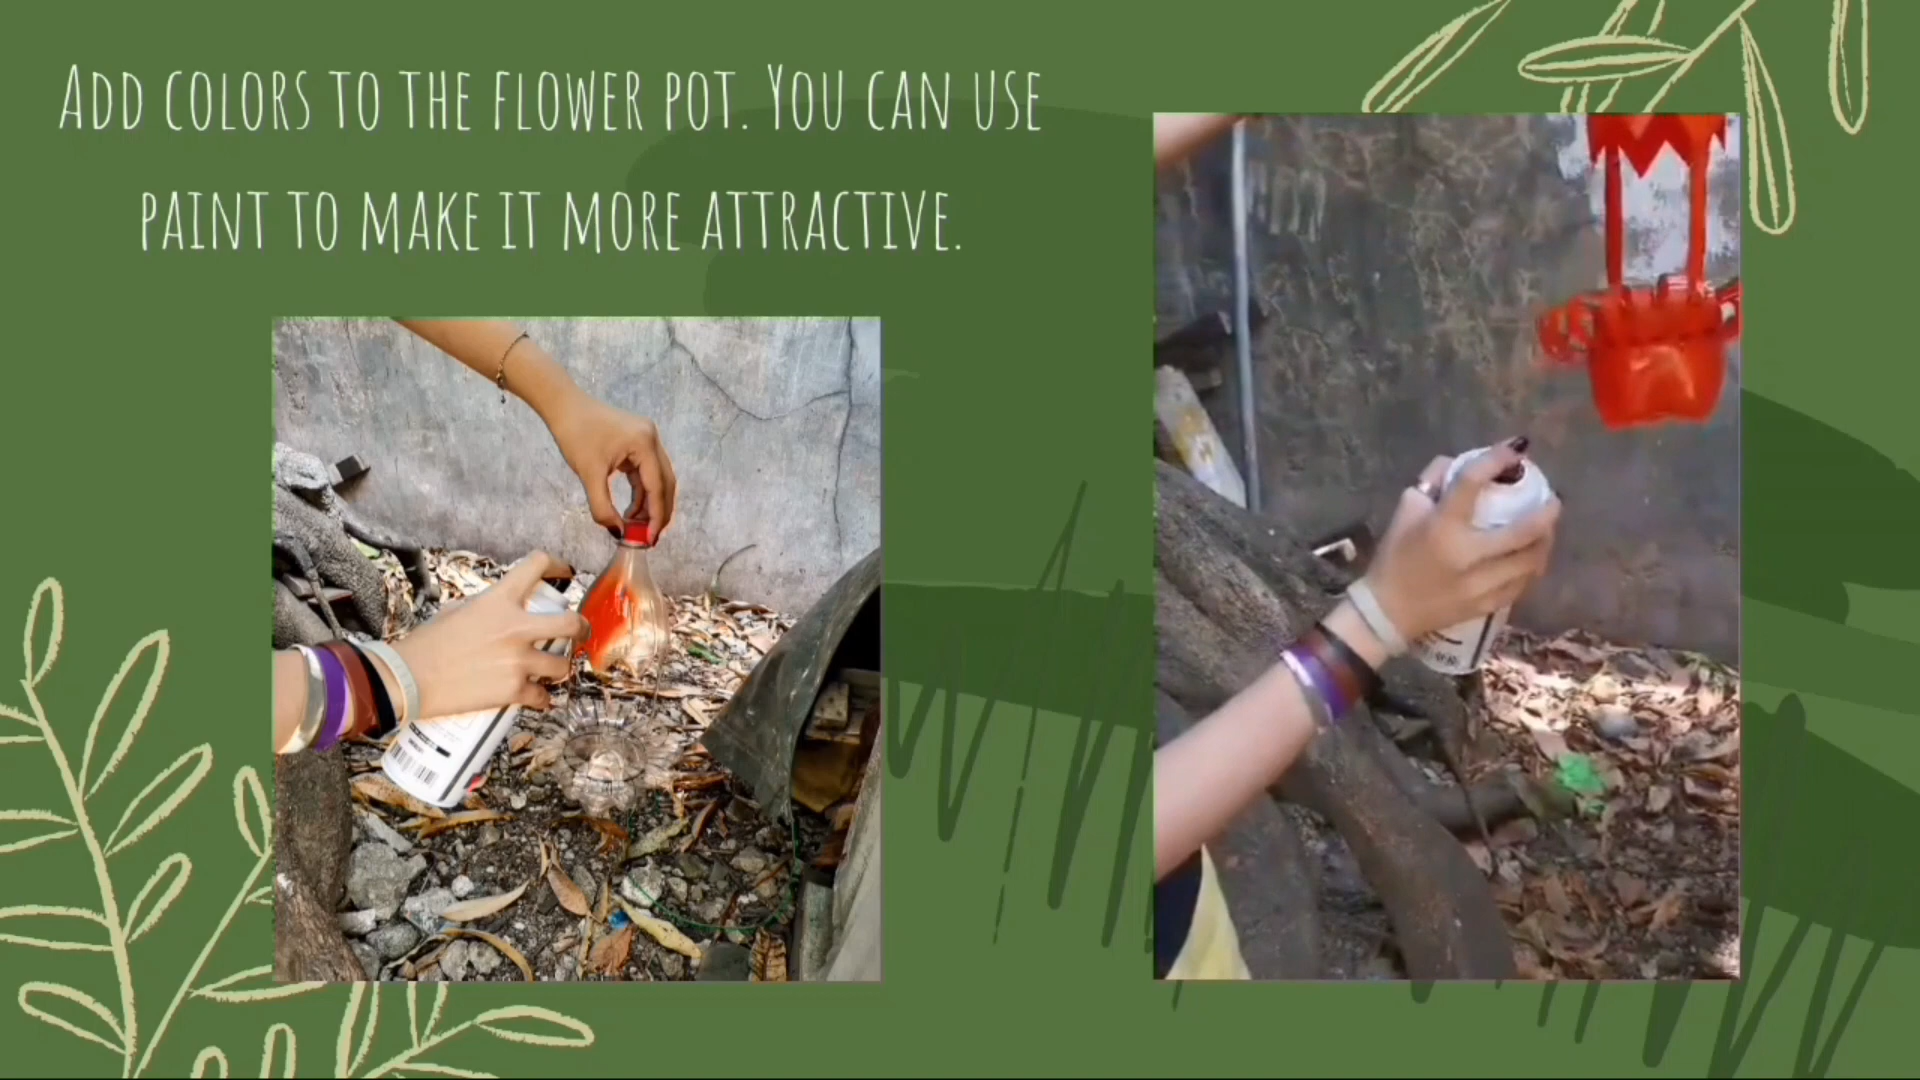 Add colors to the flower pot. You can use
paint to make it more attractive.